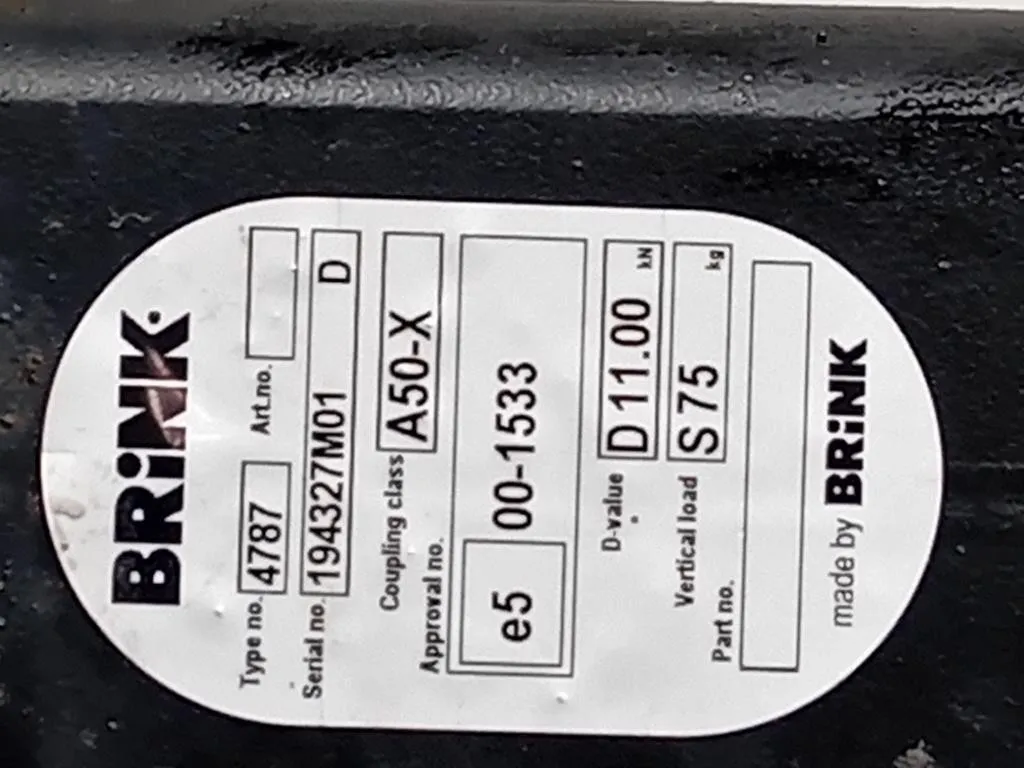 BRiNK.
Type no. 4787 Art.no.
Serial no. 194327M01 D
Coupling class A50-X
Approval no.
e5 00-1533
D-value D 11.00 kN
Vertical load S 75 kg
Part no.
made by BRiNK